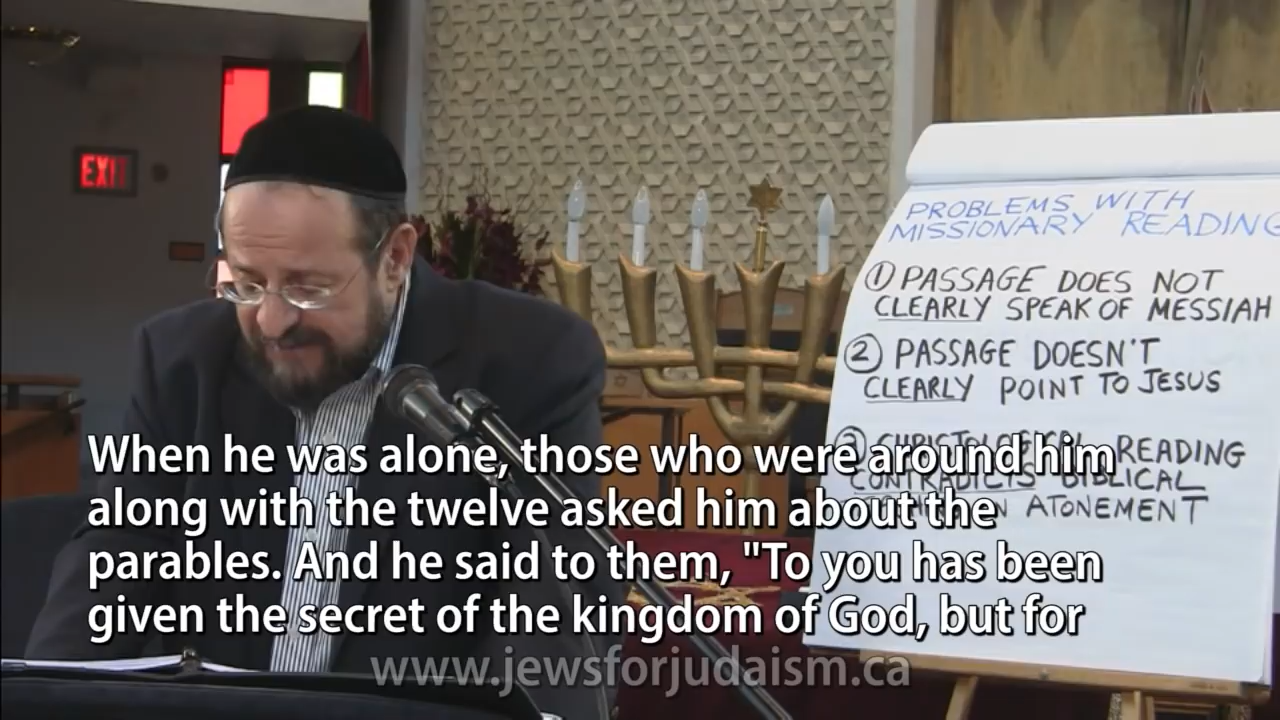 EXIT
PROBLEMS WITH
MISSIONARY READING
① PASSAGE DOES NOT
CLEARLY SPEAK OF MESSIAH
② PASSAGE DOESN'T
CLEARLY POINT TO JESUS
READING
CONTRADICTS BIBLICAL
ATONEMENT
When he was alone, those who were around him
along with the twelve asked him about the
parables. And he said to them, "To you has been
given the secret of the kingdom of God, but for
www.jewsforjudaism.ca